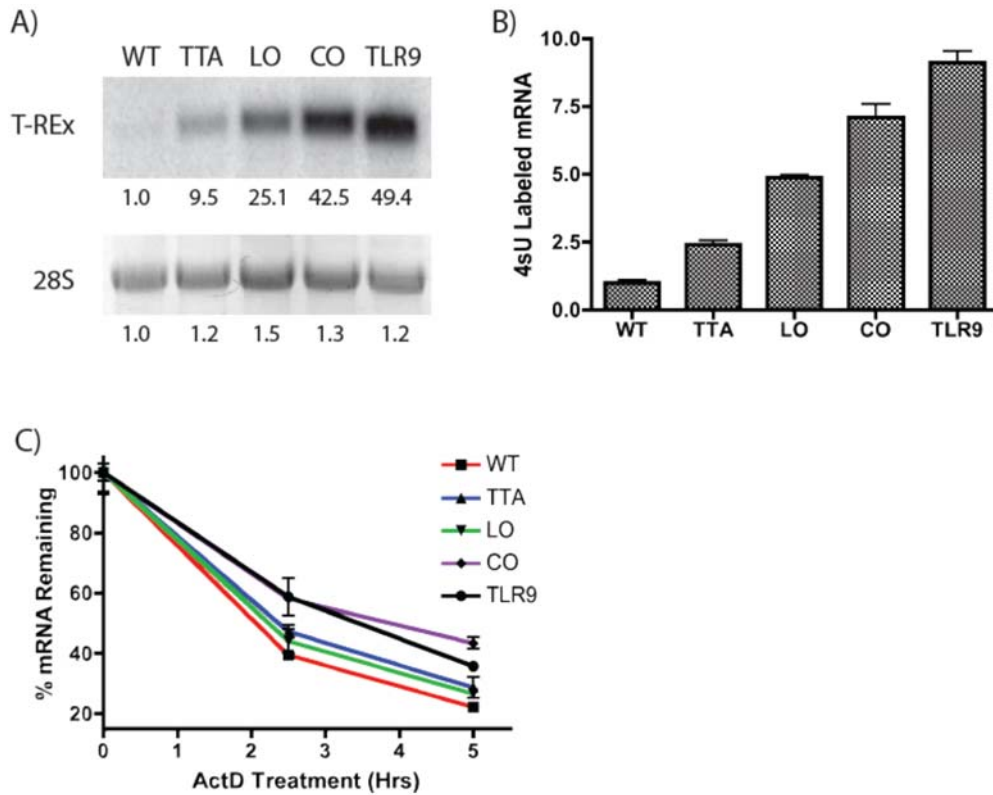 A)
WT TTA LO CO TLR9
T-REx
1.0 9.5 25.1 42.5 49.4
28S
1.0 1.2 1.5 1.3 1.2
B)
4sU Labeled mRNA
10.0
7.5
5.0
2.5
0.0
WT TTA LO CO TLR9
C)
% mRNA Remaining
100
80
60
40
20
0 1 2 3 4 5
ActD Treatment (Hrs)
WT
TTA
LO
CO
TLR9